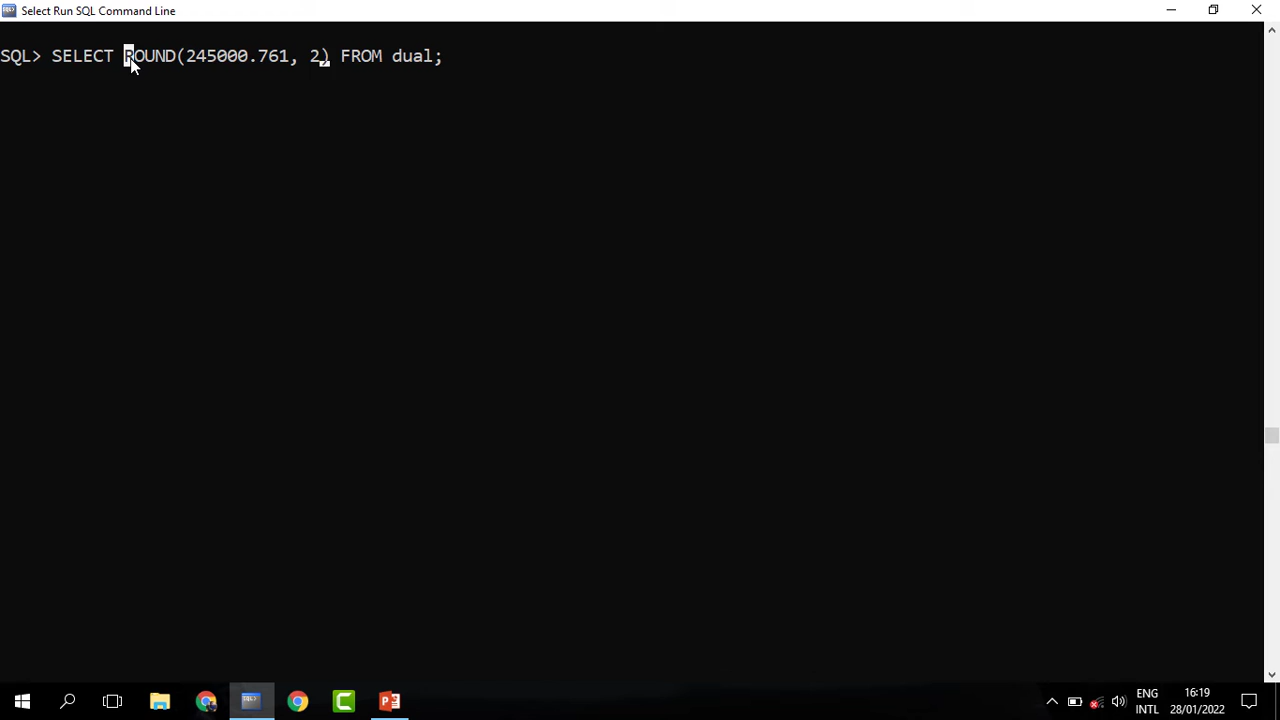 Select Run SQL Command Line
SQL> SELECT ROUND(245000.761, 2) FROM dual;
ENG
INTL
16:19
28/01/2022